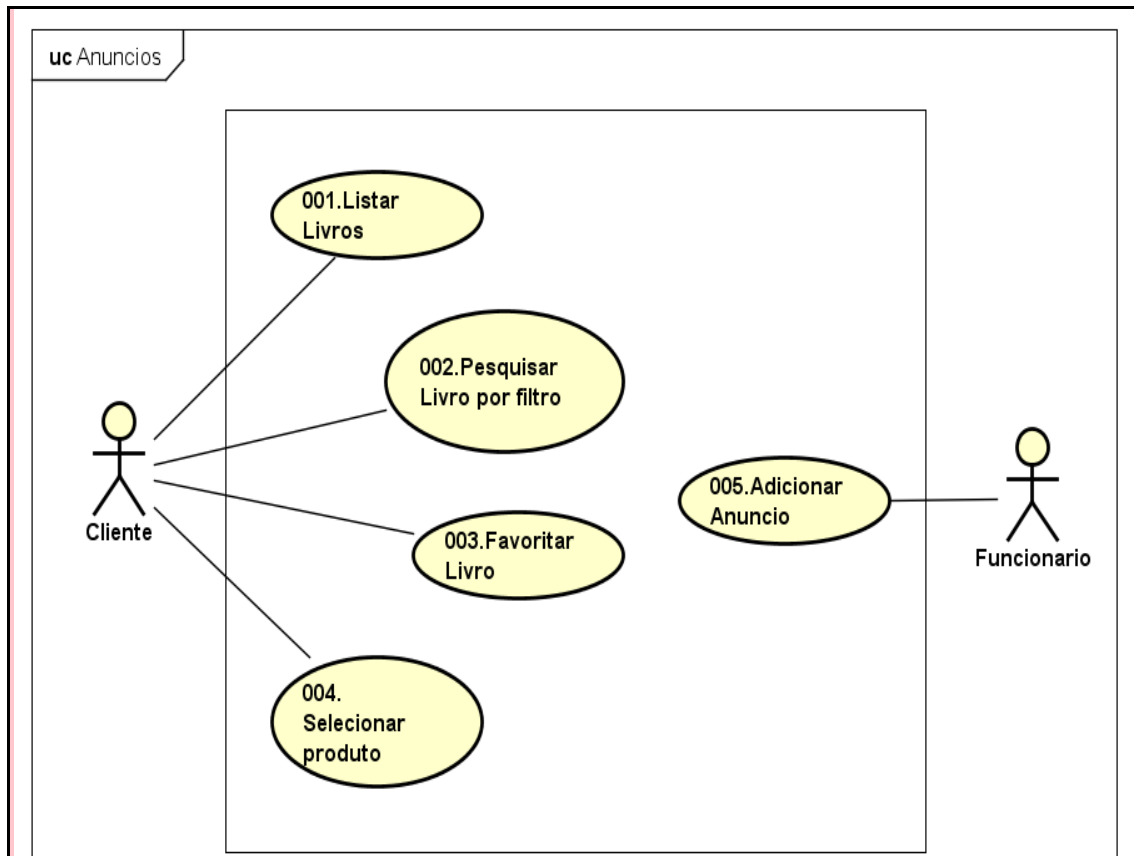 uc Anuncios
001.Listar
Livros
002.Pesquisar
Livro por filtro
003.Favoritar
Livro
004.
Selecionar
produto
005.Adicionar
Anuncio
Cliente
Funcionario